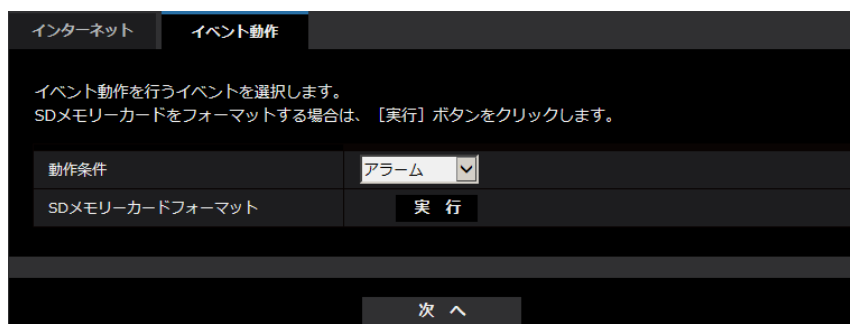 インターネット
イベント動作
イベント動作を行うイベントを選択します。
SDメモリーカードをフォーマットする場合は、［実行］ボタンをクリックします。
動作条件
アラーム
SDメモリーカードフォーマット
実 行
次 へ